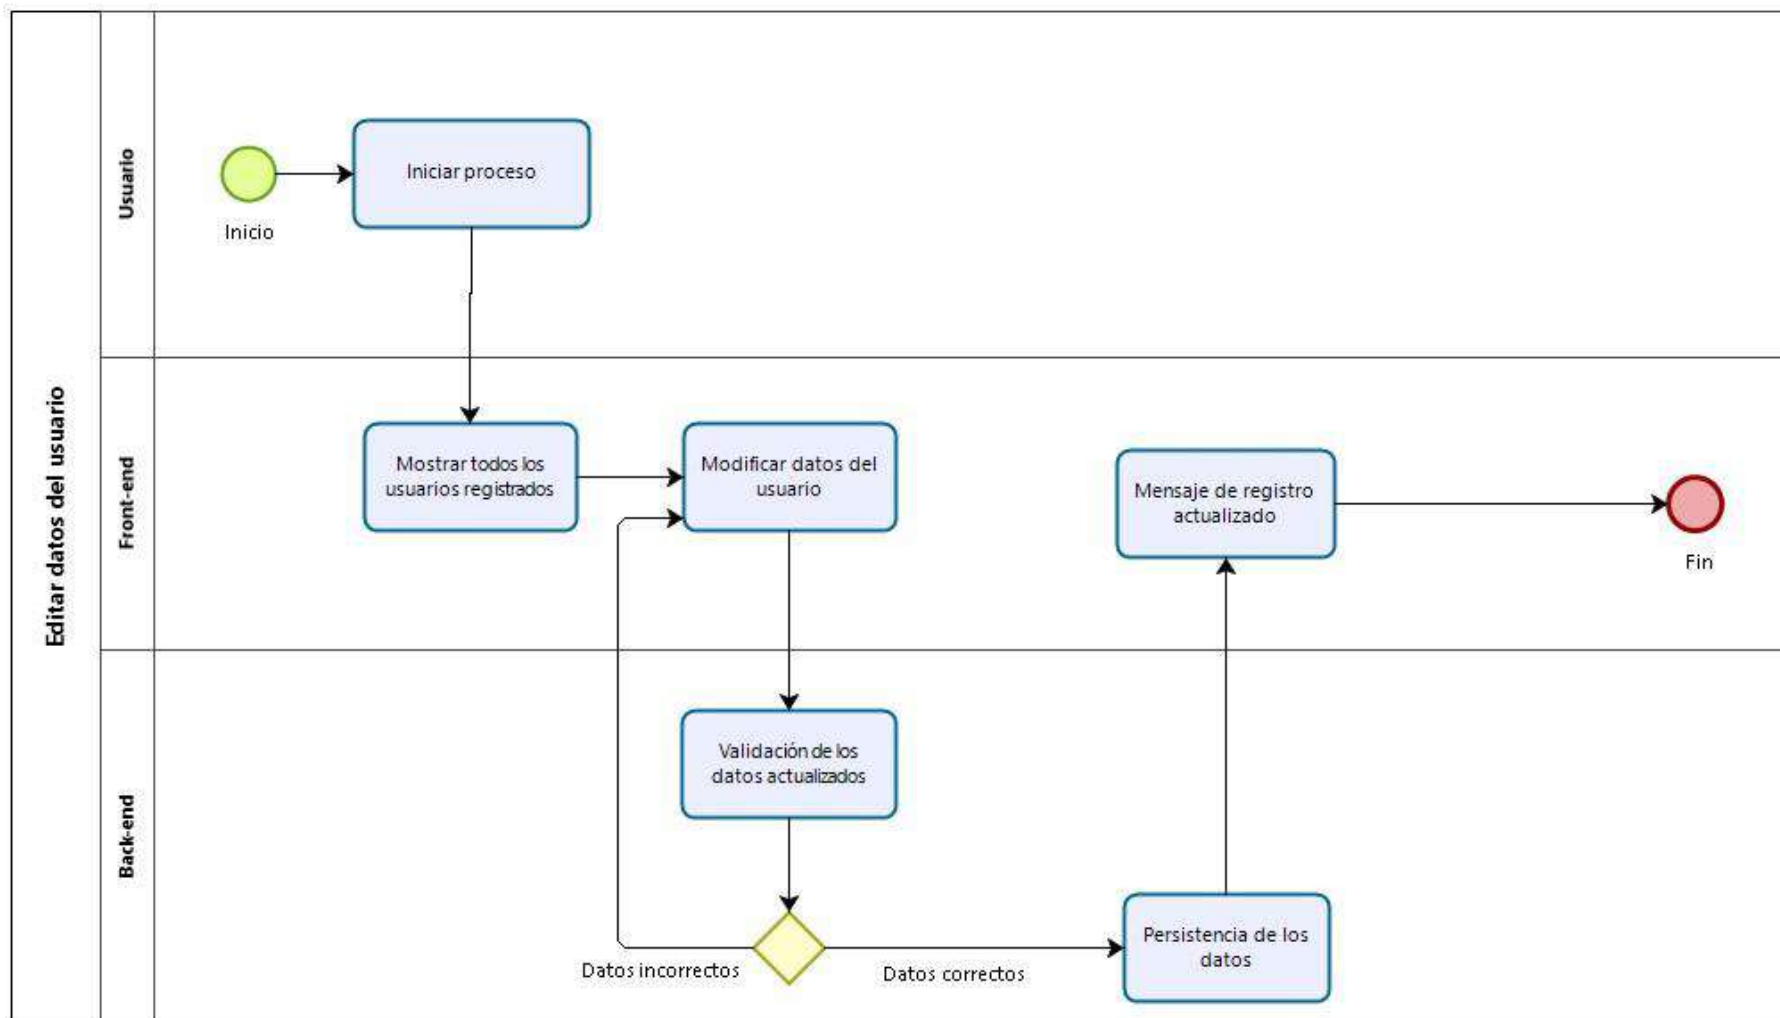 Editar datos del usuario
Usuario
Inicio
Iniciar proceso
Front-end
Mostrar todos los
usuarios registrados
Modificar datos del
usuario
Mensaje de registro
actualizado
Fin
Back-end
Validación de los
datos actualizados
Datos incorrectos
Datos correctos
Persistencia de los
datos